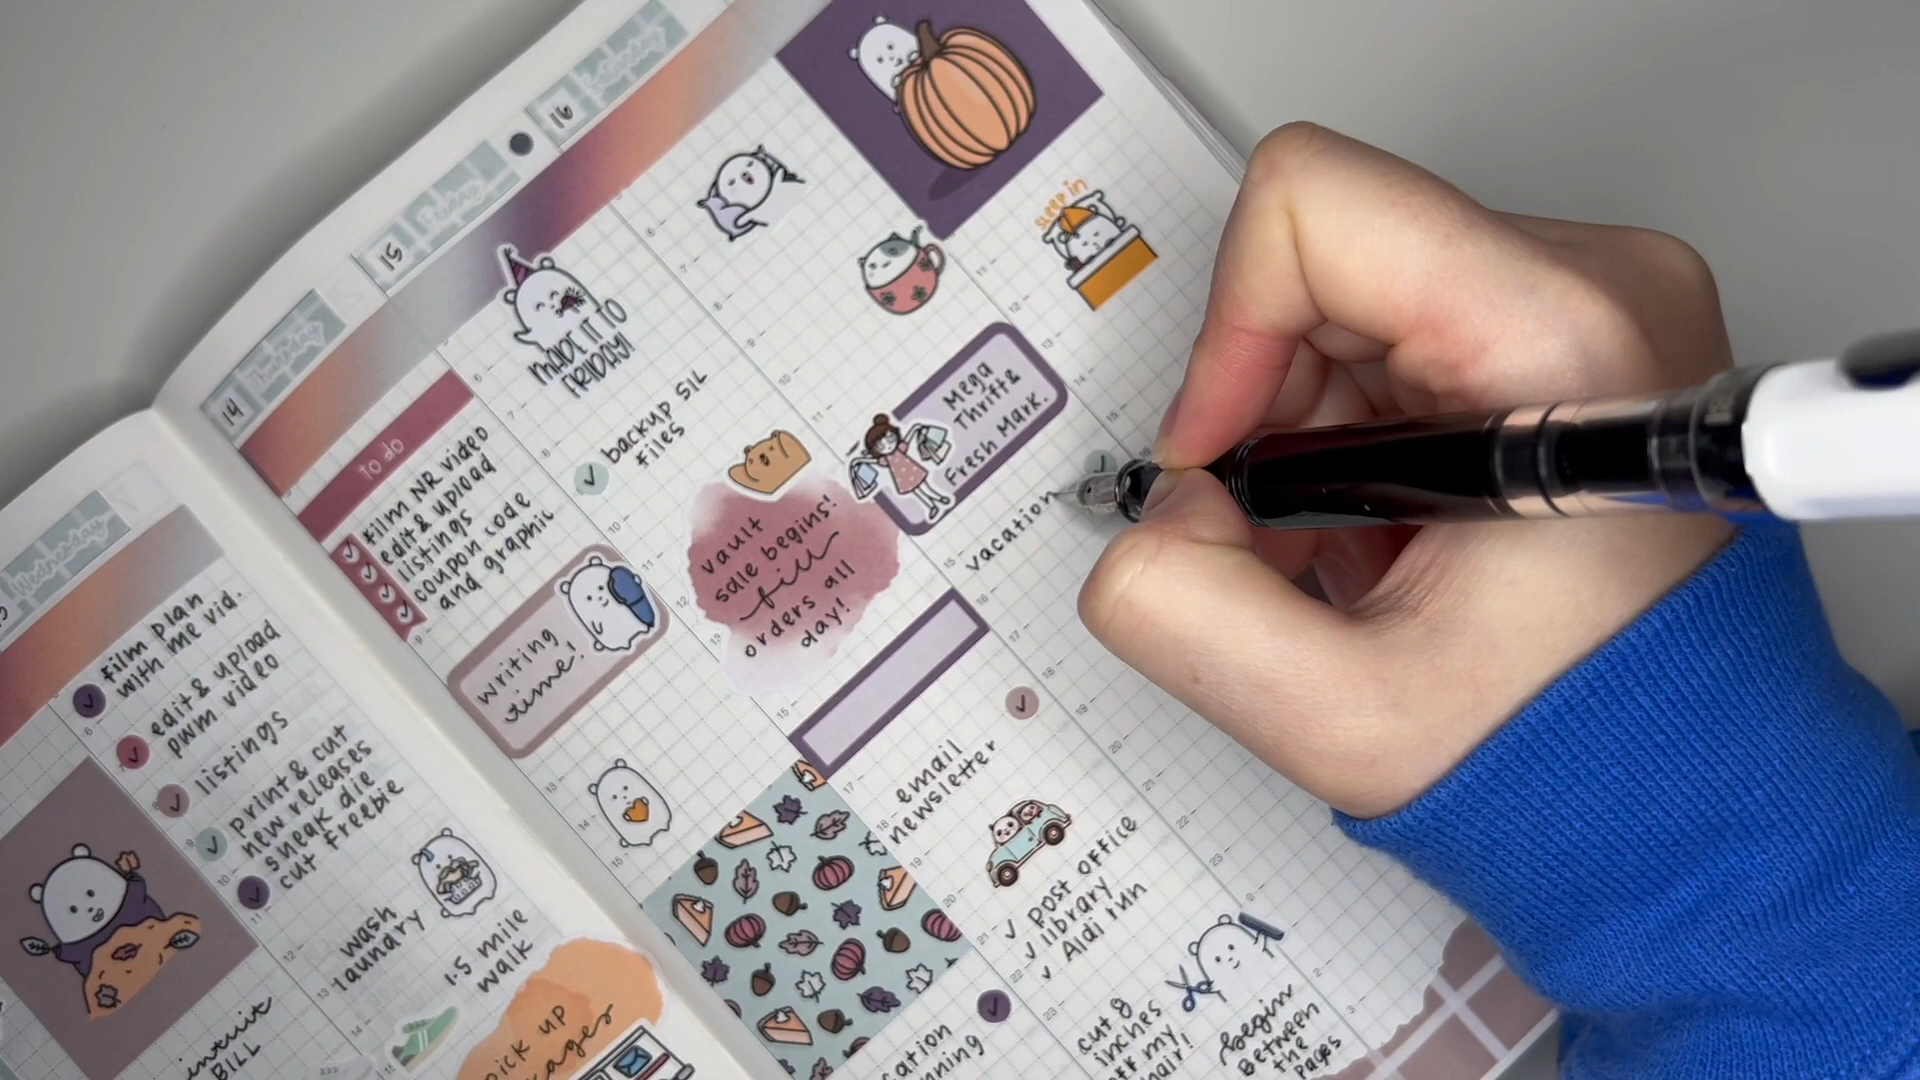 Wednesday
film plan
with me vid.
edit & upload
pwm video
listings
print & cut
new releases
sneak die
cut freebie
wash
laundry
1.5 mile
walk
intuit
BILL
pick up
14
Thursday
to do
film NR video
edit & upload
listings
coupon code
and graphic
writing
time!
15
Friday
MADE IT TO
FRIDAY!
backup SIL
files
vault
sale begins!
fill
orders all
day!
16
Saturday
Mega
Thrift &
Fresh Mark.
email
newsletter
post office
library
Aldi run
sleep in
vacation
cut 8
inches
off my
hair!
begin
Between
the
Pages